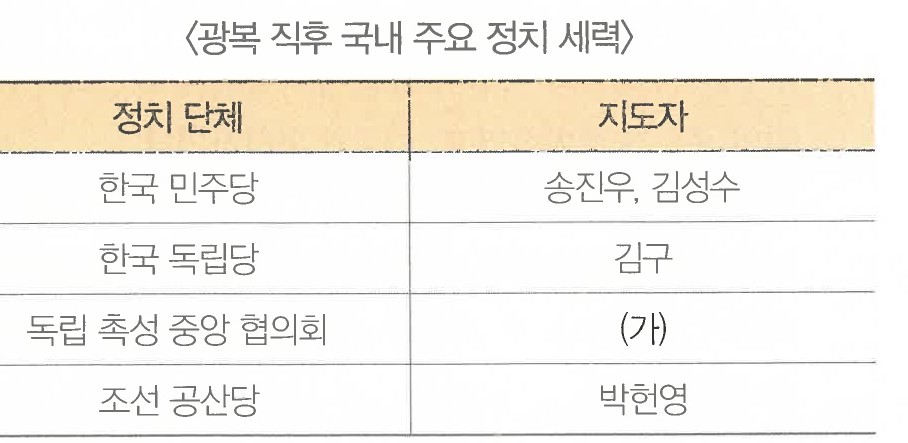 〈광복 직후 국내 주요 정치 세력〉
정치 단체 지도자
한국 민주당 송진우, 김성수
한국 독립당 김구
독립 촉성 중앙 협의회 (가)
조선 공산당 박헌영